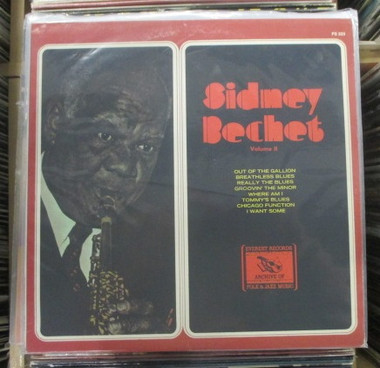 Sidney
Bechet
Volume II
OUT OF THE GALLION
BREATHLESS BLUES
REALLY THE BLUES
GROOVIN' THE MINOR
WHERE AM I
TOMMY'S BLUES
CHICAGO FUNCTION
I WANT SOME
EVEREST RECORDS
ARCHIVE OF
FOLK & JAZZ MUSIC